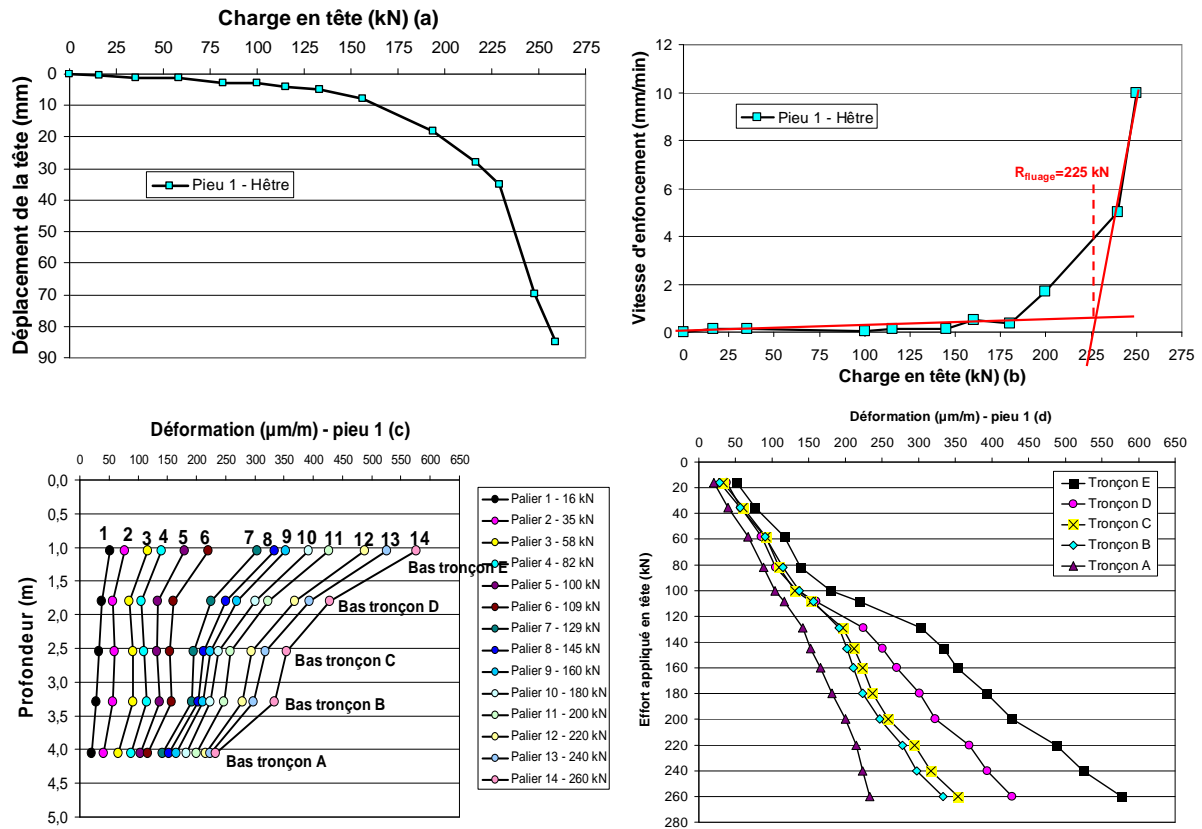 Charge en tête (kN) (a)
0 25 50 75 100 125 150 175 200 225 250 275
Déplacement de la tête (mm)
0
10
20
30
40
50
60
70
80
90
Pieu 1 - Hêtre
Vitesse d'enfoncement (mm/min)
12
10
8
6
4
2
0
Pieu 1 - Hêtre
Rfluage=225 kN
0 25 50 75 100 125 150 175 200 225 250 275
Charge en tête (kN) (b)
Déformation (µm/m) - pieu 1 (c)
0 50 100 150 200 250 300 350 400 450 500 550 600 650
Profondeur (m)
0,0
0,5
1,0
1,5
2,0
2,5
3,0
3,5
4,0
4,5
5,0
1 2 3 4 5 6 7 8 9 10 11 12 13 14
Bas tronçon E
Bas tronçon D
Bas tronçon C
Bas tronçon B
Bas tronçon A
Palier 1 - 16 kN
Palier 2 - 35 kN
Palier 3 - 58 kN
Palier 4 - 82 kN
Palier 5 - 100 kN
Palier 6 - 109 kN
Palier 7 - 129 kN
Palier 8 - 145 kN
Palier 9 - 160 kN
Palier 10 - 180 kN
Palier 11 - 200 kN
Palier 12 - 220 kN
Palier 13 - 240 kN
Palier 14 - 260 kN
Déformation (µm/m) - pieu 1 (d)
0 50 100 150 200 250 300 350 400 450 500 550 600 650
Effort appliqué en tête (kN)
0
20
40
60
80
100
120
140
160
180
200
220
240
260
280
Tronçon E
Tronçon D
Tronçon C
Tronçon B
Tronçon A